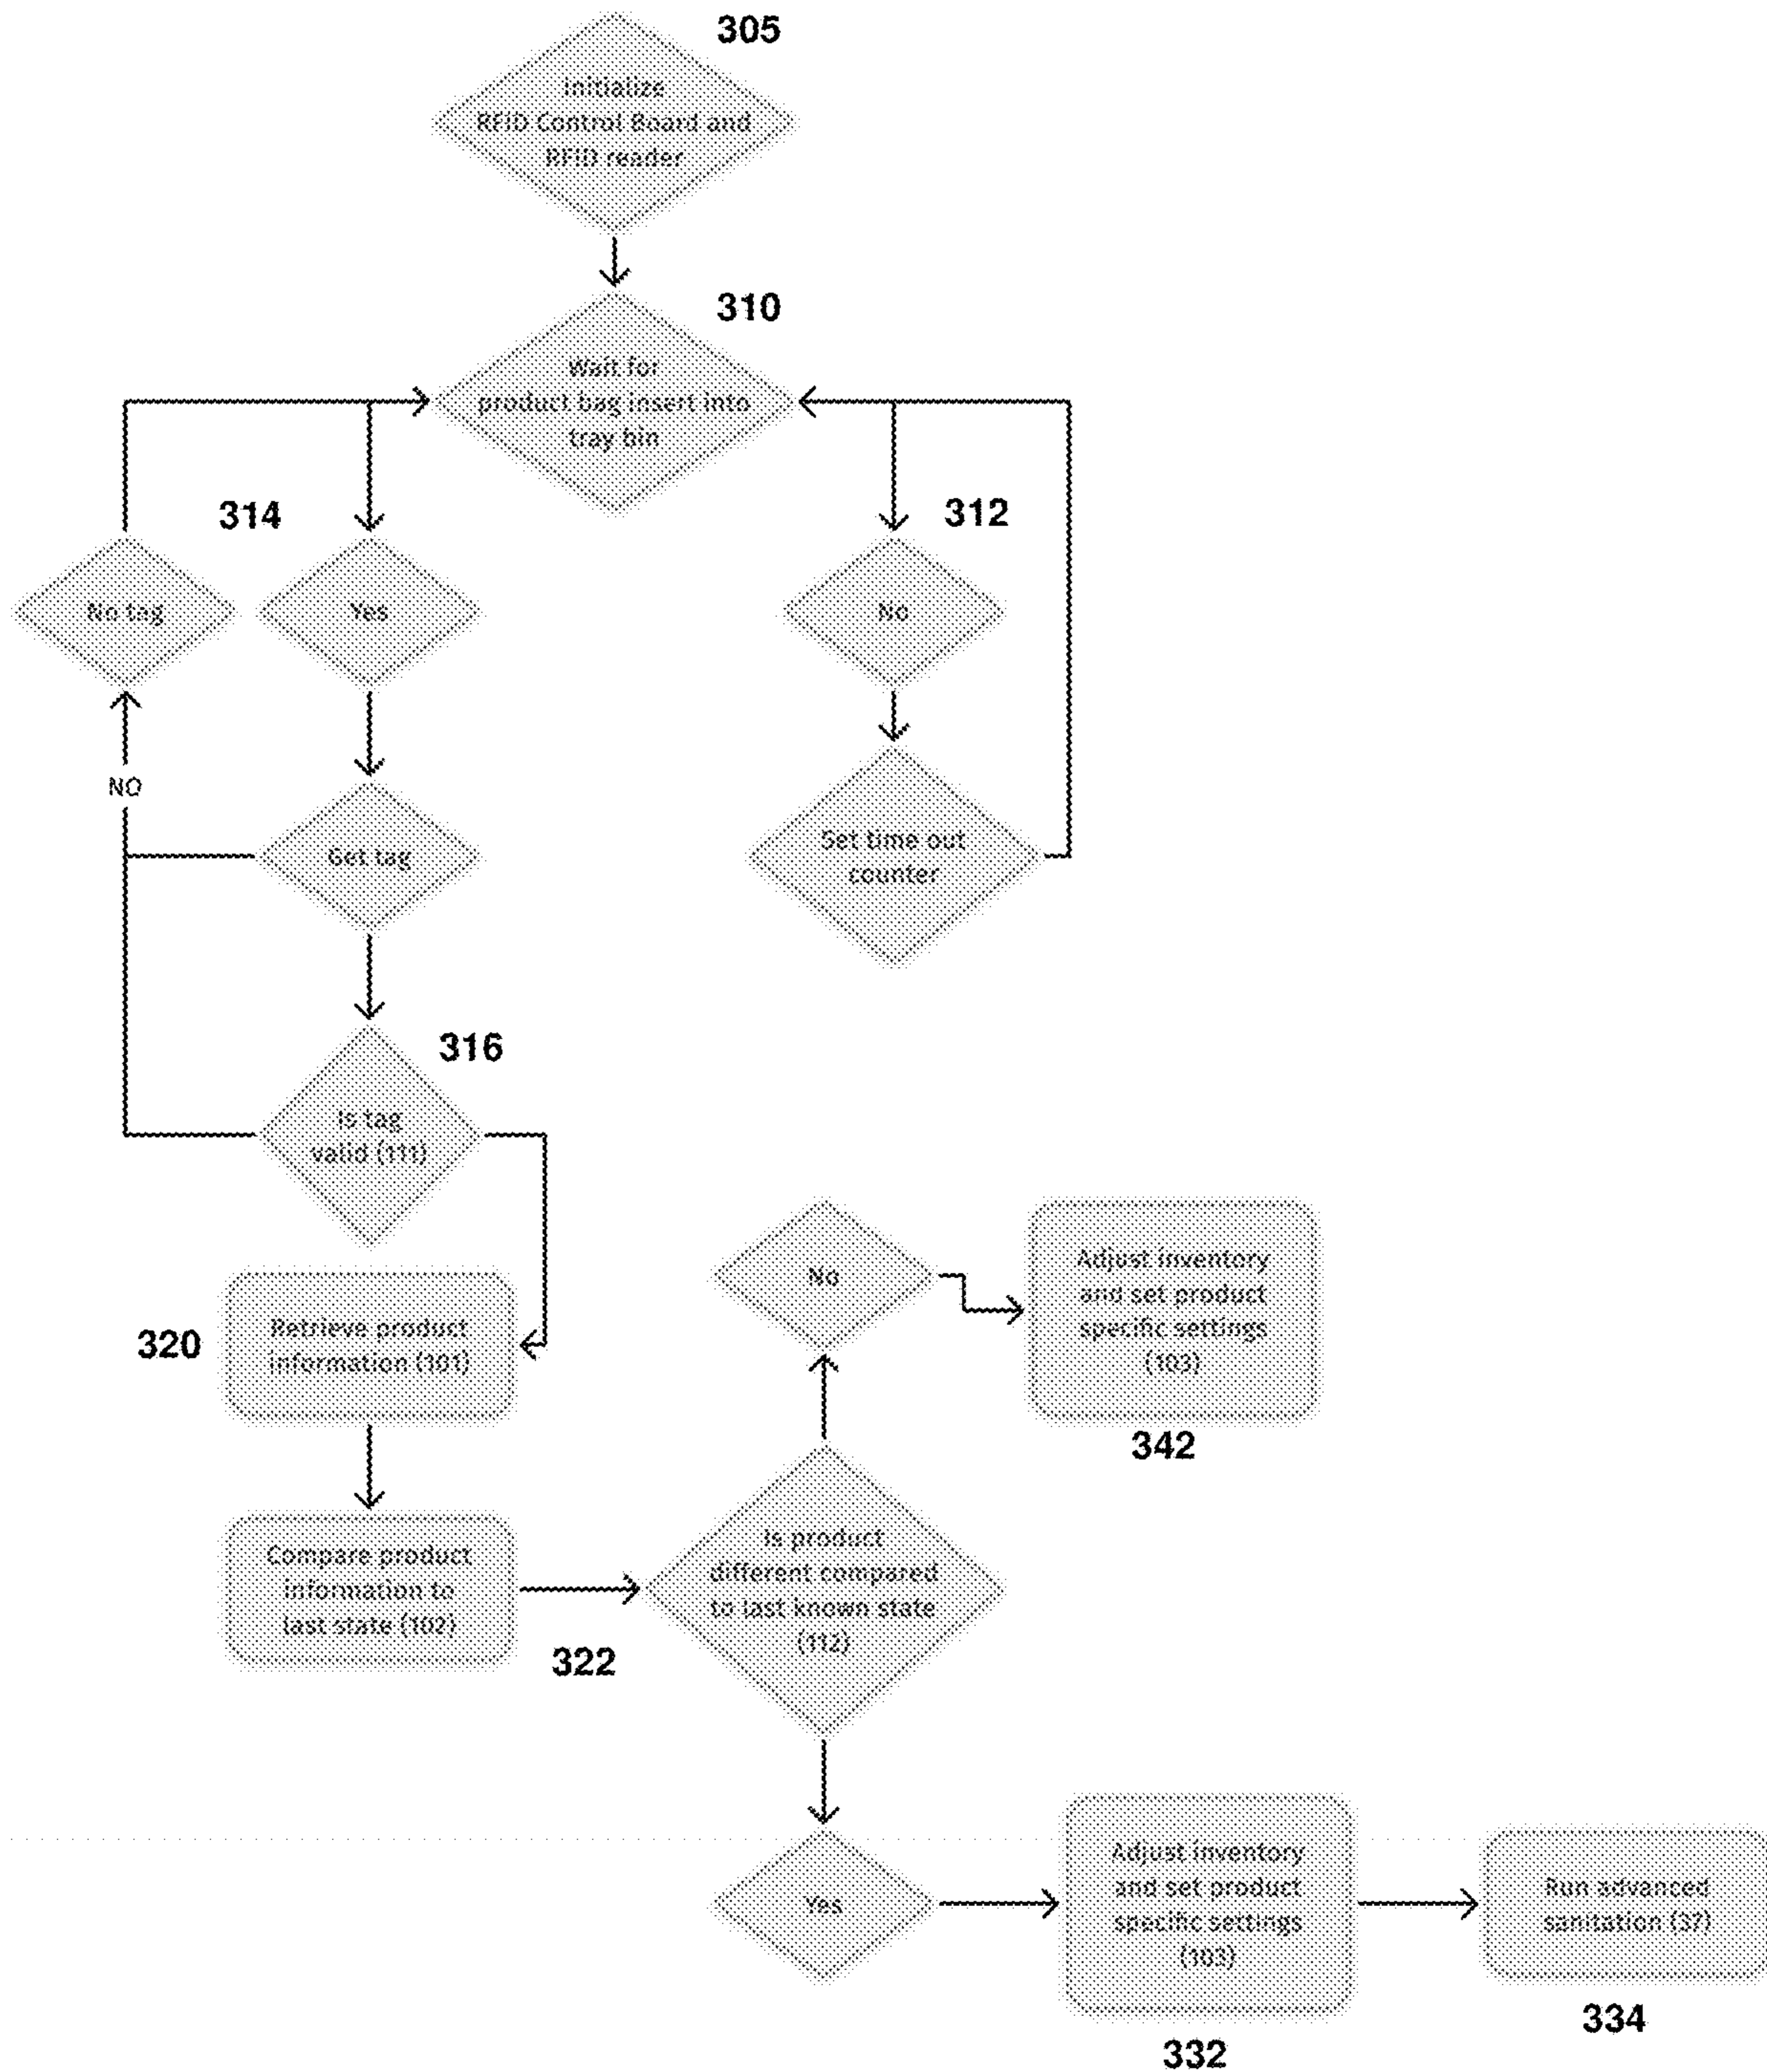 305
Initialize
RFID Control Board and
RFID reader
310
Wait for
product bag insert into
tray bin
314
312
No tag
Yes
No
NO
Get tag
Set time out
counter
316
Is tag
valid (111)
No
Adjust inventory
and set product
specific settings
(103)
342
320
Retrieve product
information (101)
Compare product
information to
last state (102)
322
Is product
different compared
to last known state
(112)
Yes
Adjust inventory
and set product
specific settings
(103)
332
Run advanced
sanitation (37)
334